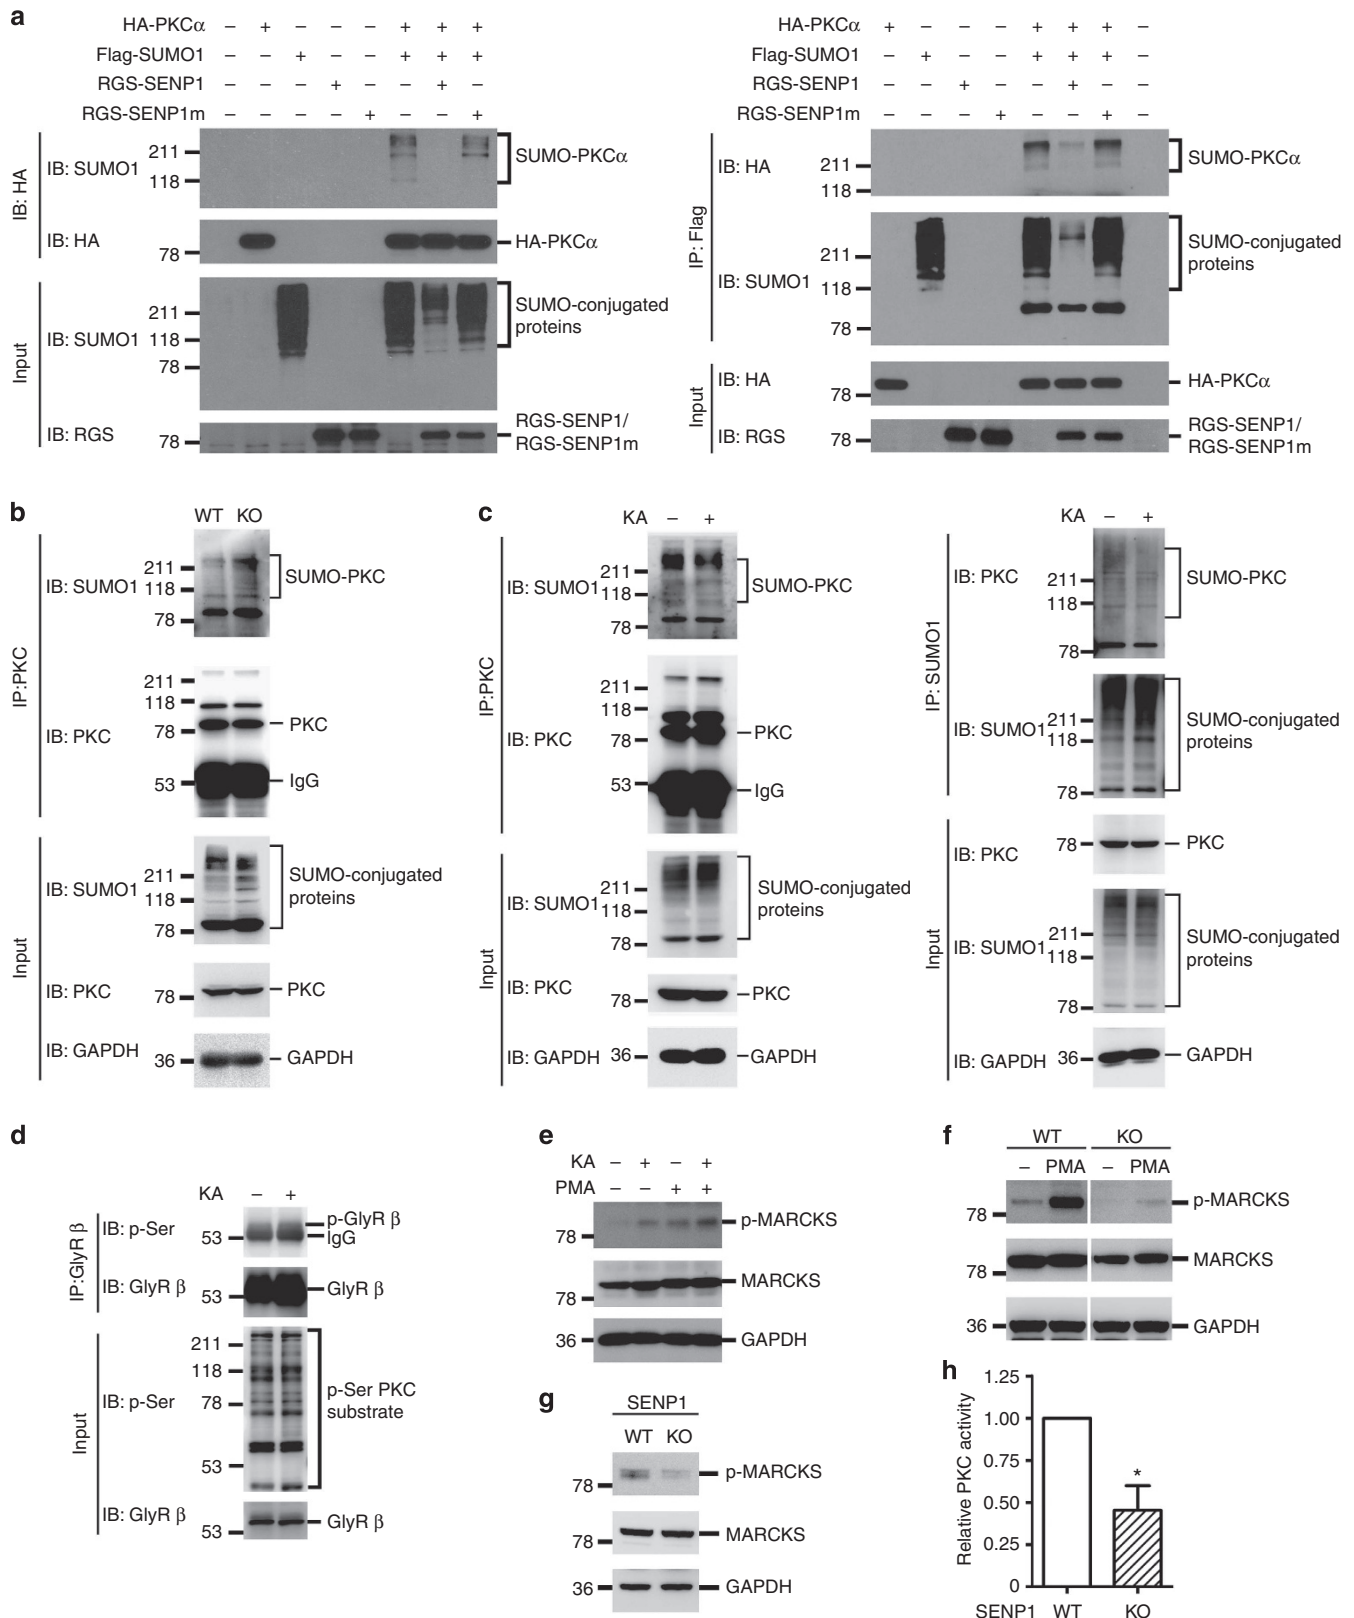 a
HA-PKCα – + – – – + + +
Flag-SUMO1 – – + – – + + +
RGS-SENP1 – – – + – – + –
RGS-SENP1m – – – – + – – +
IB: HA
IB: SUMO1
211
118
SUMO-PKCα
IB: HA
78
HA-PKCα
Input
IB: SUMO1
211
118
78
SUMO-conjugated
proteins
IB: RGS
78
RGS-SENP1/
RGS-SENP1m
HA-PKCα + – – – + + + –
Flag-SUMO1 – + – – + + + –
RGS-SENP1 – – + – – + – –
RGS-SENP1m – – – + – – + –
IP: Flag
IB: HA
211
118
SUMO-PKCα
IB: SUMO1
211
118
78
SUMO-conjugated
proteins
Input
IB: HA
78
HA-PKCα
IB: RGS
78
RGS-SENP1/
RGS-SENP1m
b
WT KO
IP:PKC
IB: SUMO1
211
118
78
SUMO-PKC
IB: PKC
211
118
78
53
PKC
IgG
Input
IB: SUMO1
211
118
78
SUMO-conjugated
proteins
IB: PKC
78
PKC
IB: GAPDH
36
GAPDH
c
KA – +
IP:PKC
IB: SUMO1
211
118
78
SUMO-PKC
IB: PKC
211
118
78
53
PKC
IgG
Input
IB: SUMO1
211
118
78
SUMO-conjugated
proteins
IB: PKC
78
PKC
IB: GAPDH
36
GAPDH
KA – +
IP: SUMO1
IB: PKC
211
118
78
SUMO-PKC
IB: SUMO1
211
118
78
SUMO-conjugated
proteins
Input
IB: PKC
78
PKC
IB: SUMO1
211
118
78
SUMO-conjugated
proteins
IB: GAPDH
36
GAPDH
d
KA – +
IP:GlyR β
IB: p-Ser
53
p-GlyR β
IgG
IB: GlyR β
53
GlyR β
Input
IB: p-Ser
211
118
78
53
p-Ser PKC
substrate
IB: GlyR β
53
GlyR β
e
KA – + – +
PMA – – + +
78
p-MARCKS
78
MARCKS
36
GAPDH
f
WT KO
– PMA – PMA
78
p-MARCKS
78
MARCKS
36
GAPDH
g
SENP1
WT KO
78
p-MARCKS
78
MARCKS
36
GAPDH
h
Relative PKC activity
1.25
1.00
0.75
0.50
0.25
0
*
SENP1 WT KO